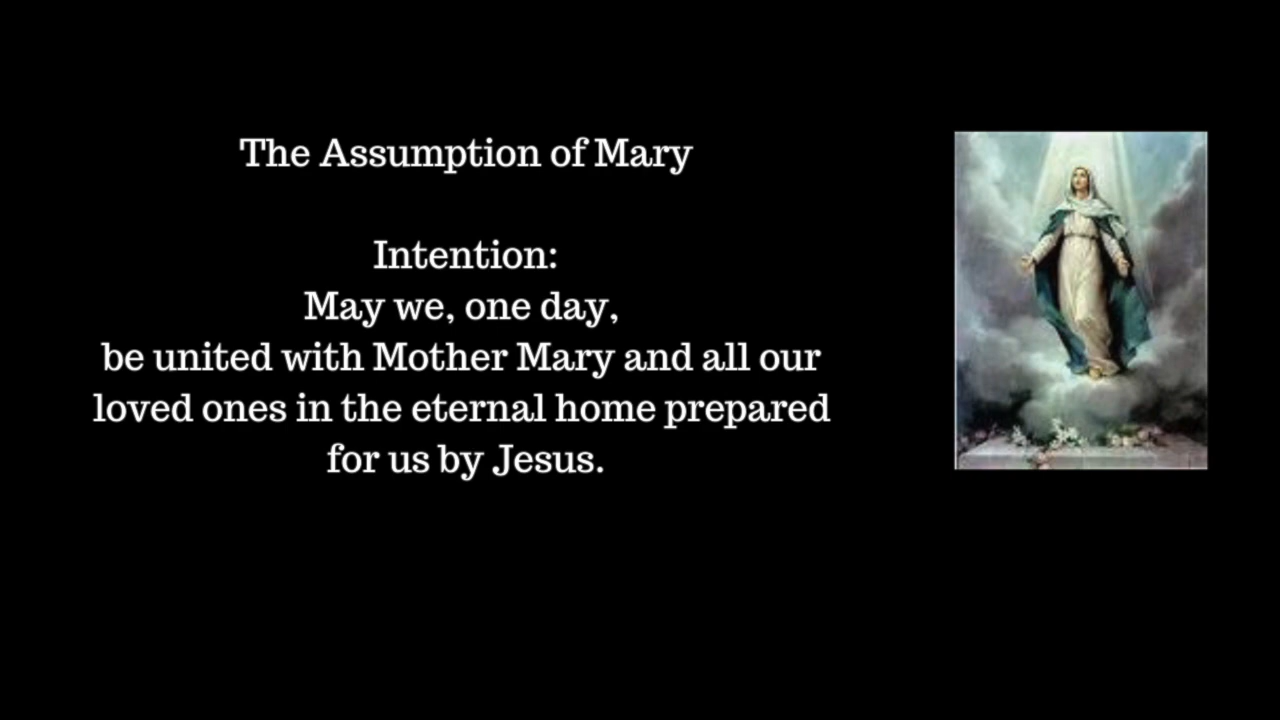 The Assumption of Mary
Intention:
May we, one day,
be united with Mother Mary and all our
loved ones in the eternal home prepared
for us by Jesus.